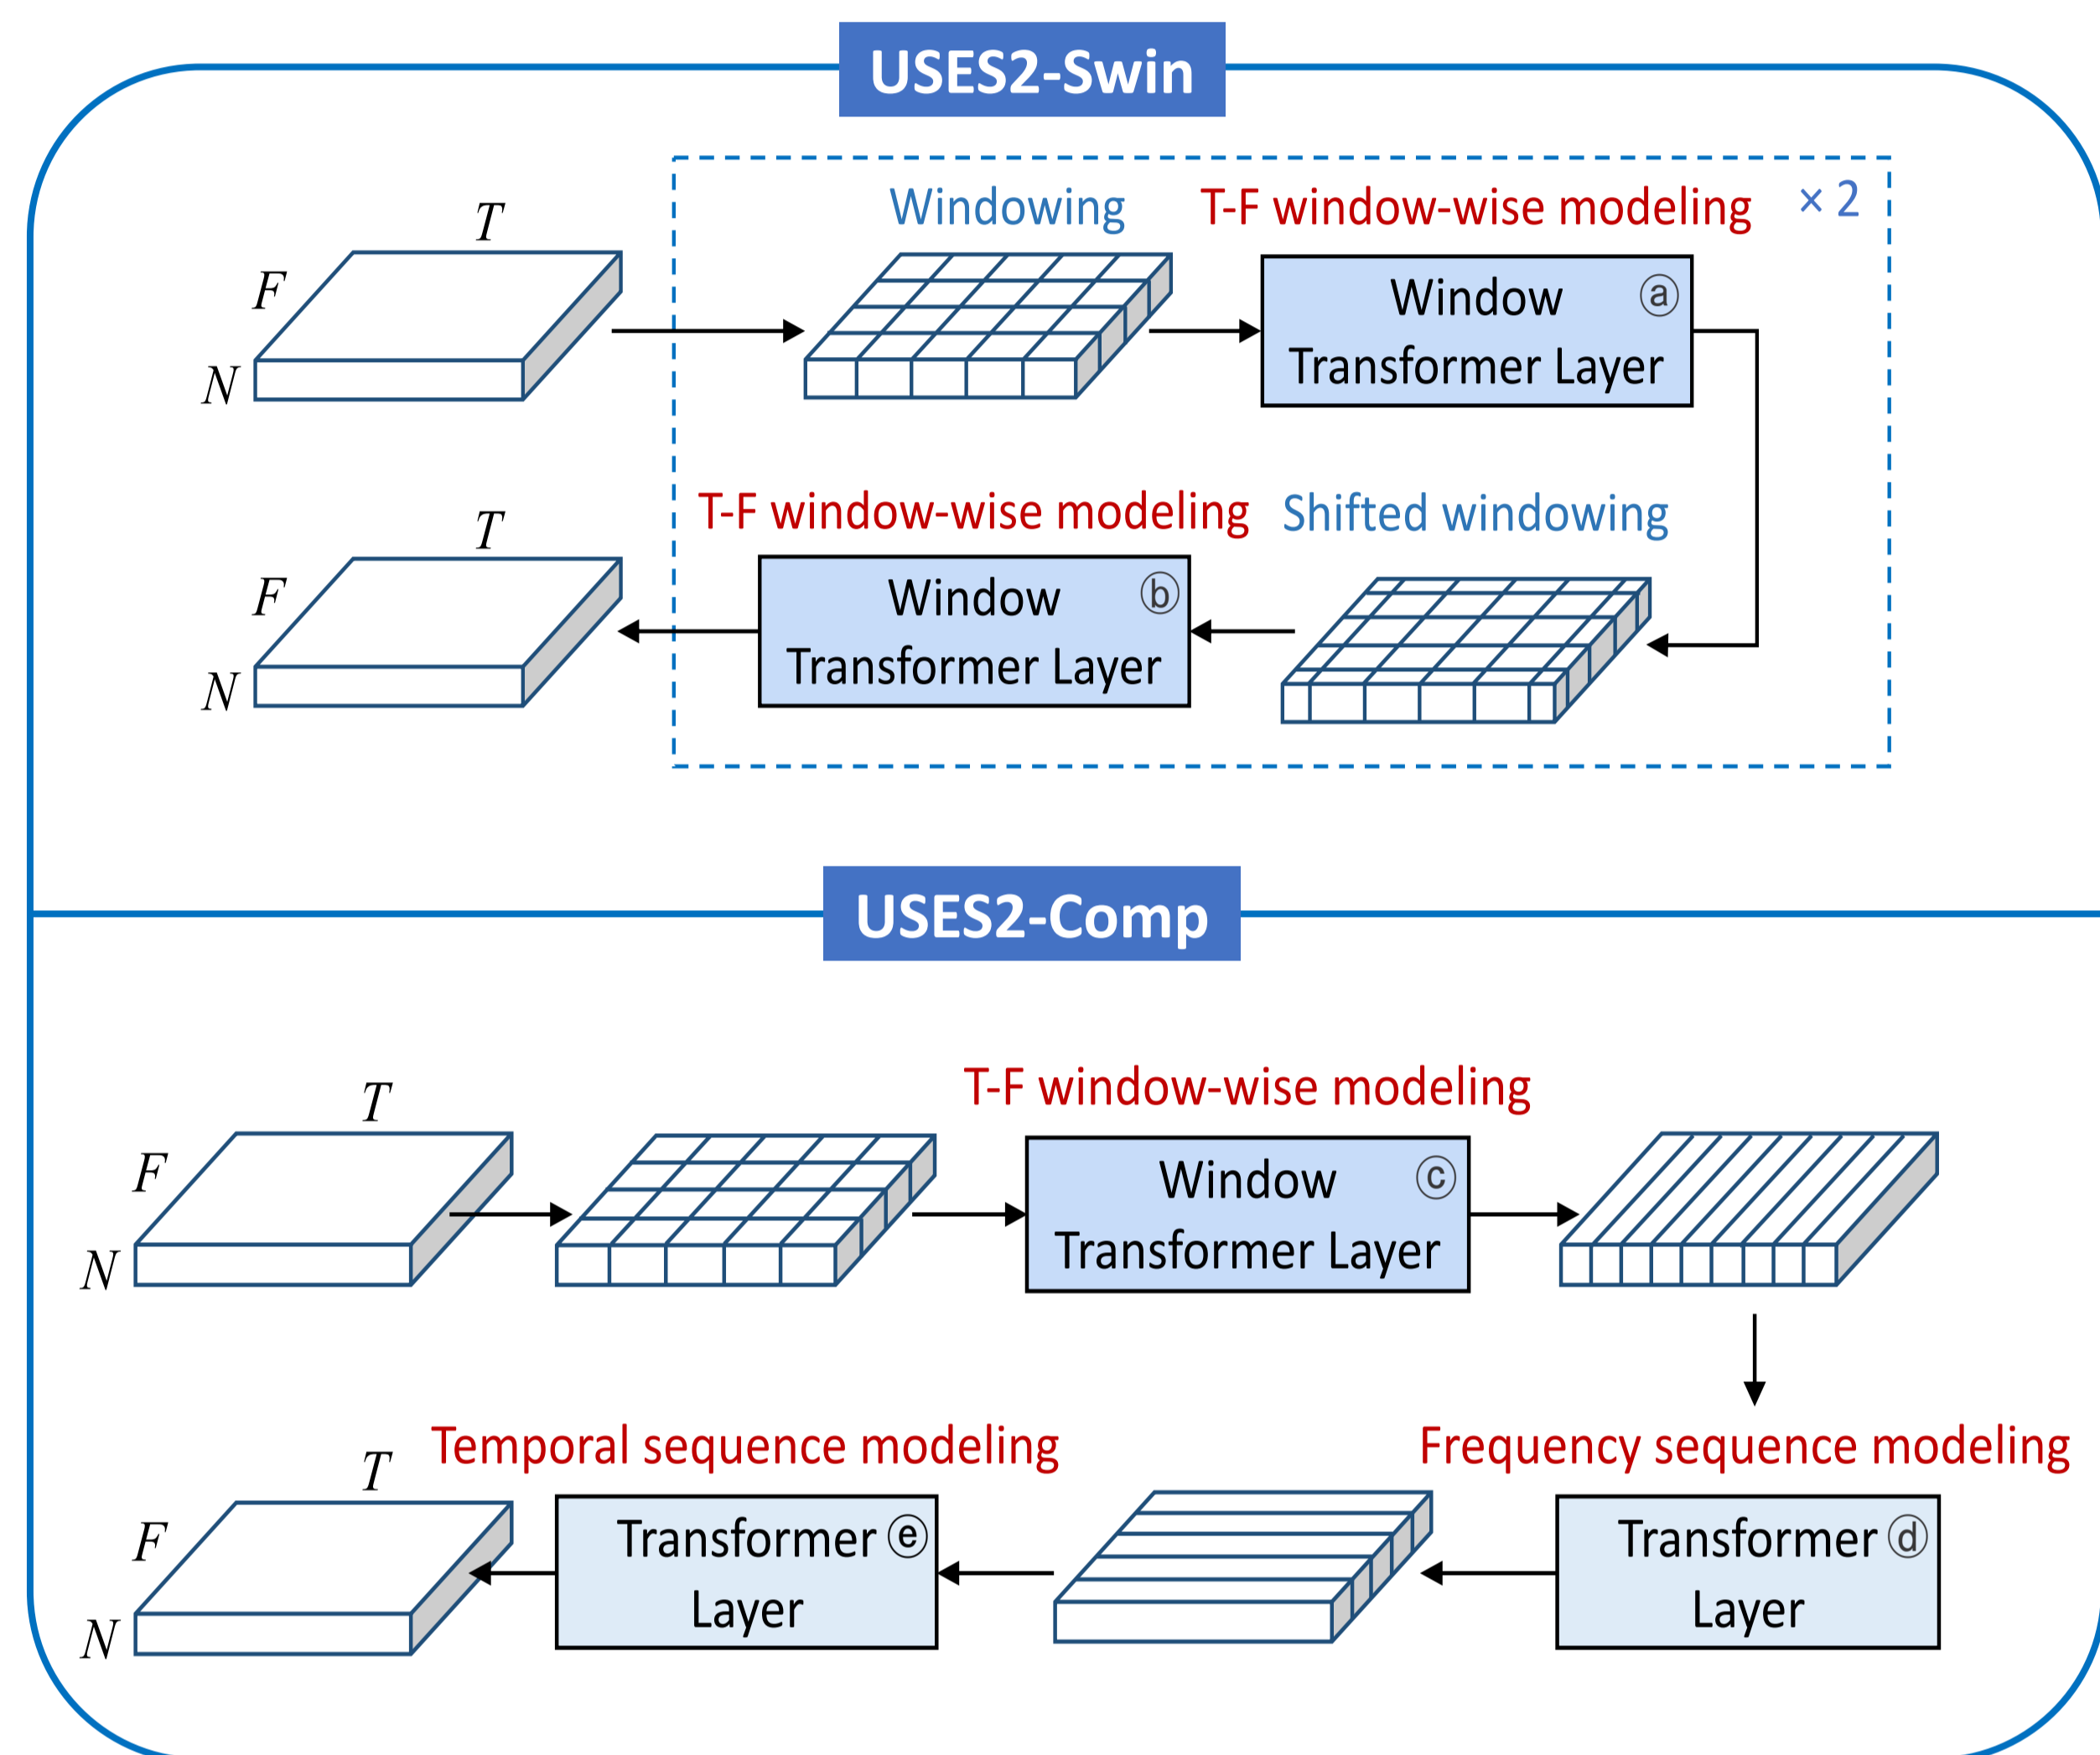 USES2-Swin
Windowing
T-F window-wise modeling
× 2
T
F
N
Window
Transformer Layer
ⓐ
T-F window-wise modeling
Shifted windowing
T
F
N
Window
Transformer Layer
ⓑ
USES2-Comp
T-F window-wise modeling
T
F
N
Window
Transformer Layer
ⓒ
Temporal sequence modeling
Frequency sequence modeling
T
F
N
Transformer ⓔ
Layer
Transformer ⓓ
Layer